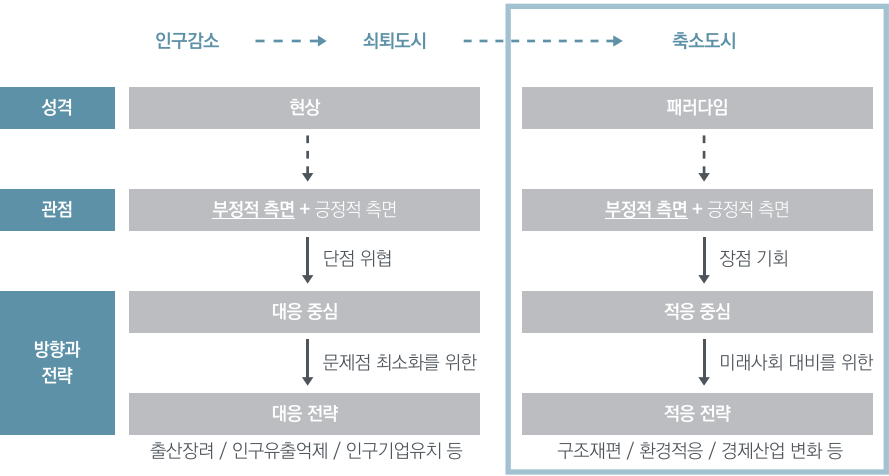 인구감소 쇠퇴도시 축소도시
성격 현상 패러다임
관점 부정적 측면 + 긍정적 측면 부정적 측면 + 긍정적 측면
단점 위협 장점 기회
대응 중심 적응 중심
방향과
전략
문제점 최소화를 위한 미래사회 대비를 위한
대응 전략 적응 전략
출산장려 / 인구유출억제 / 인구기업유치 등 구조재편 / 환경적응 / 경제산업 변화 등